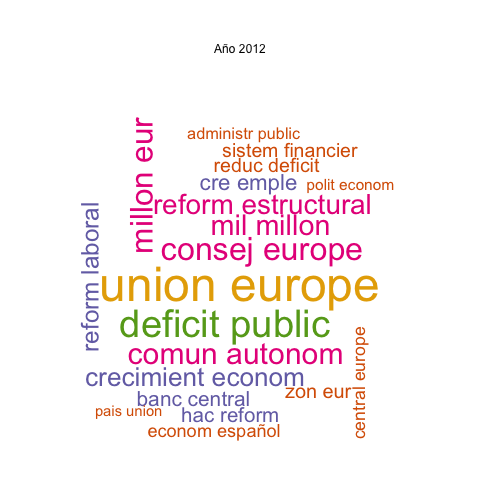 Año 2012
administr public
sistem financier
reduc deficit
cre emple
polit econom
millon eur
reform estructural
mil millon
consej europe
reform laboral
union europe
deficit public
comun autonom
central europe
crecimient econom
zon eur
banc central
pais union
hac reform
econom español